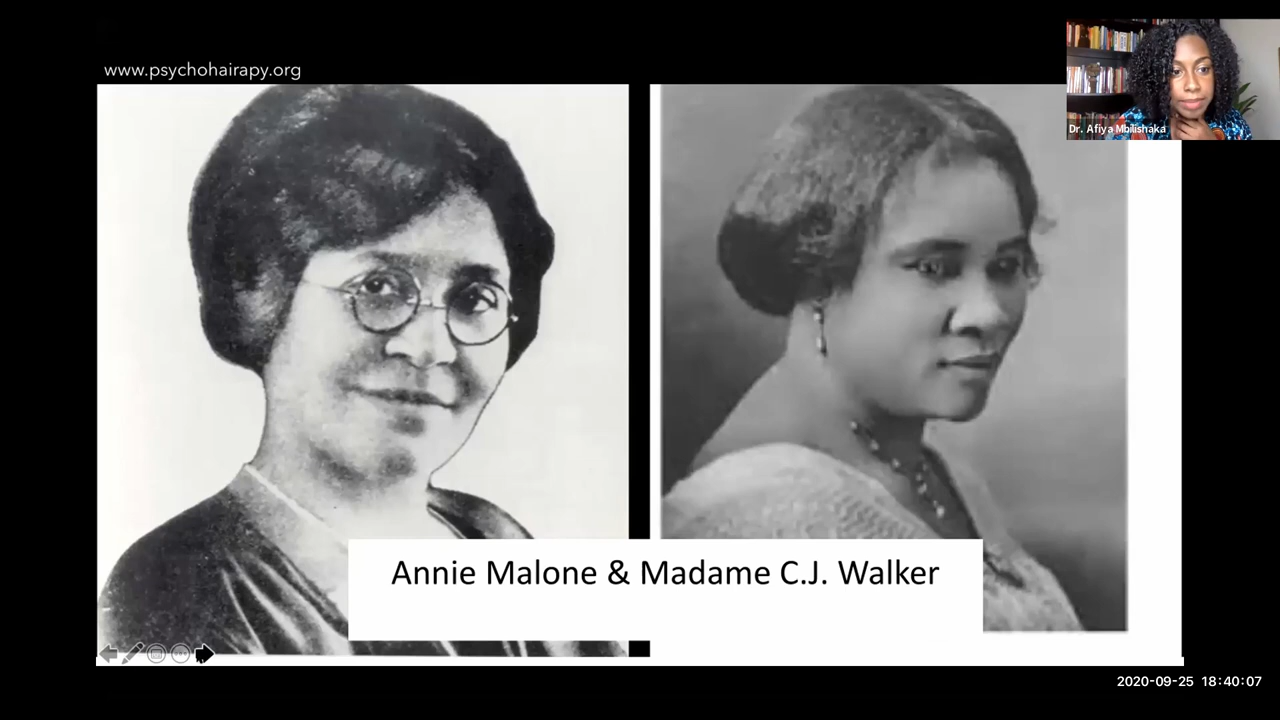 www.psychohairapy.org
Dr. Afiya Mbilishaka
Annie Malone & Madame C.J. Walker
2020-09-25 18:40:07